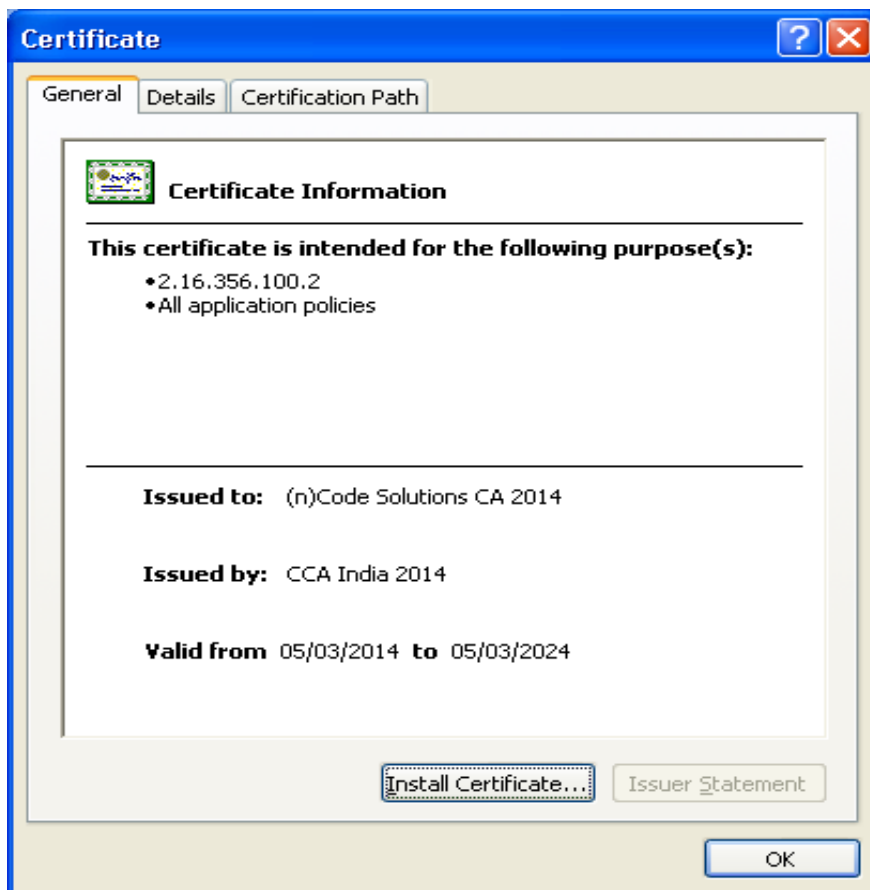 Certificate
General Details Certification Path
Certificate Information
This certificate is intended for the following purpose(s):
•2.16.356.100.2
•All application policies
Issued to: (n)Code Solutions CA 2014
Issued by: CCA India 2014
Valid from 05/03/2014 to 05/03/2024
Install Certificate... Issuer Statement
OK